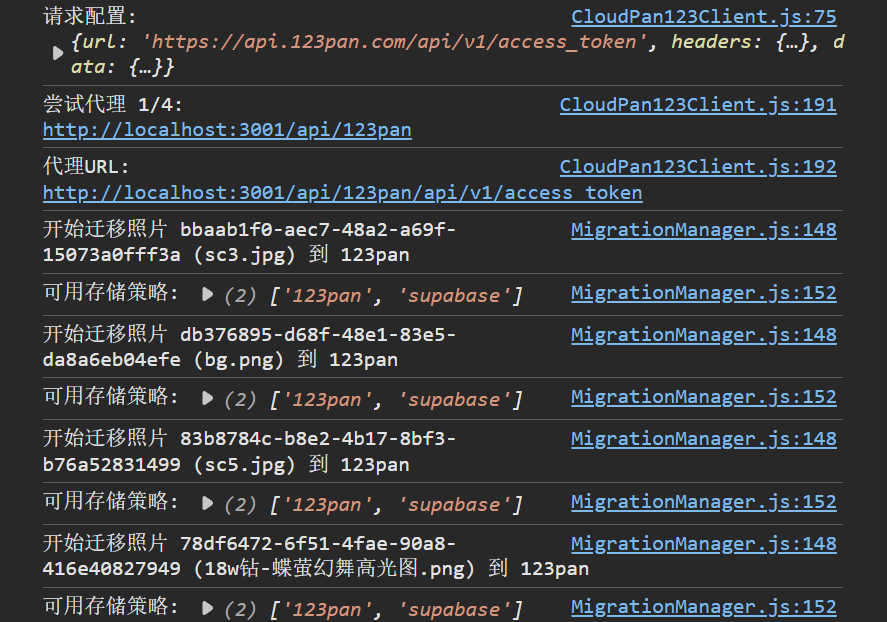 请求配置: CloudPan123Client.js:75
{url: 'https://api.123pan.com/api/v1/access_token', headers: {…}, d
ata: {…}}
尝试代理 1/4: CloudPan123Client.js:191
http://localhost:3001/api/123pan
代理URL: CloudPan123Client.js:192
http://localhost:3001/api/123pan/api/v1/access_token
开始迁移照片 bbaab1f0-aec7-48a2-a69f- MigrationManager.js:148
15073a0fff3a (sc3.jpg) 到 123pan
可用存储策略: ▶ (2) ['123pan', 'supabase'] MigrationManager.js:152
开始迁移照片 db376895-d68f-48e1-83e5- MigrationManager.js:148
da8a6eb04efe (bg.png) 到 123pan
可用存储策略: ▶ (2) ['123pan', 'supabase'] MigrationManager.js:152
开始迁移照片 83b8784c-b8e2-4b17-8bf3- MigrationManager.js:148
b76a52831499 (sc5.jpg) 到 123pan
可用存储策略: ▶ (2) ['123pan', 'supabase'] MigrationManager.js:152
开始迁移照片 78df6472-6f51-4fae-90a8- MigrationManager.js:148
416e40827949 (18w钻-蝶萤幻舞高光图.png) 到 123pan
可用存储策略: ▶ (2) ['123pan', 'supabase'] MigrationManager.js:152